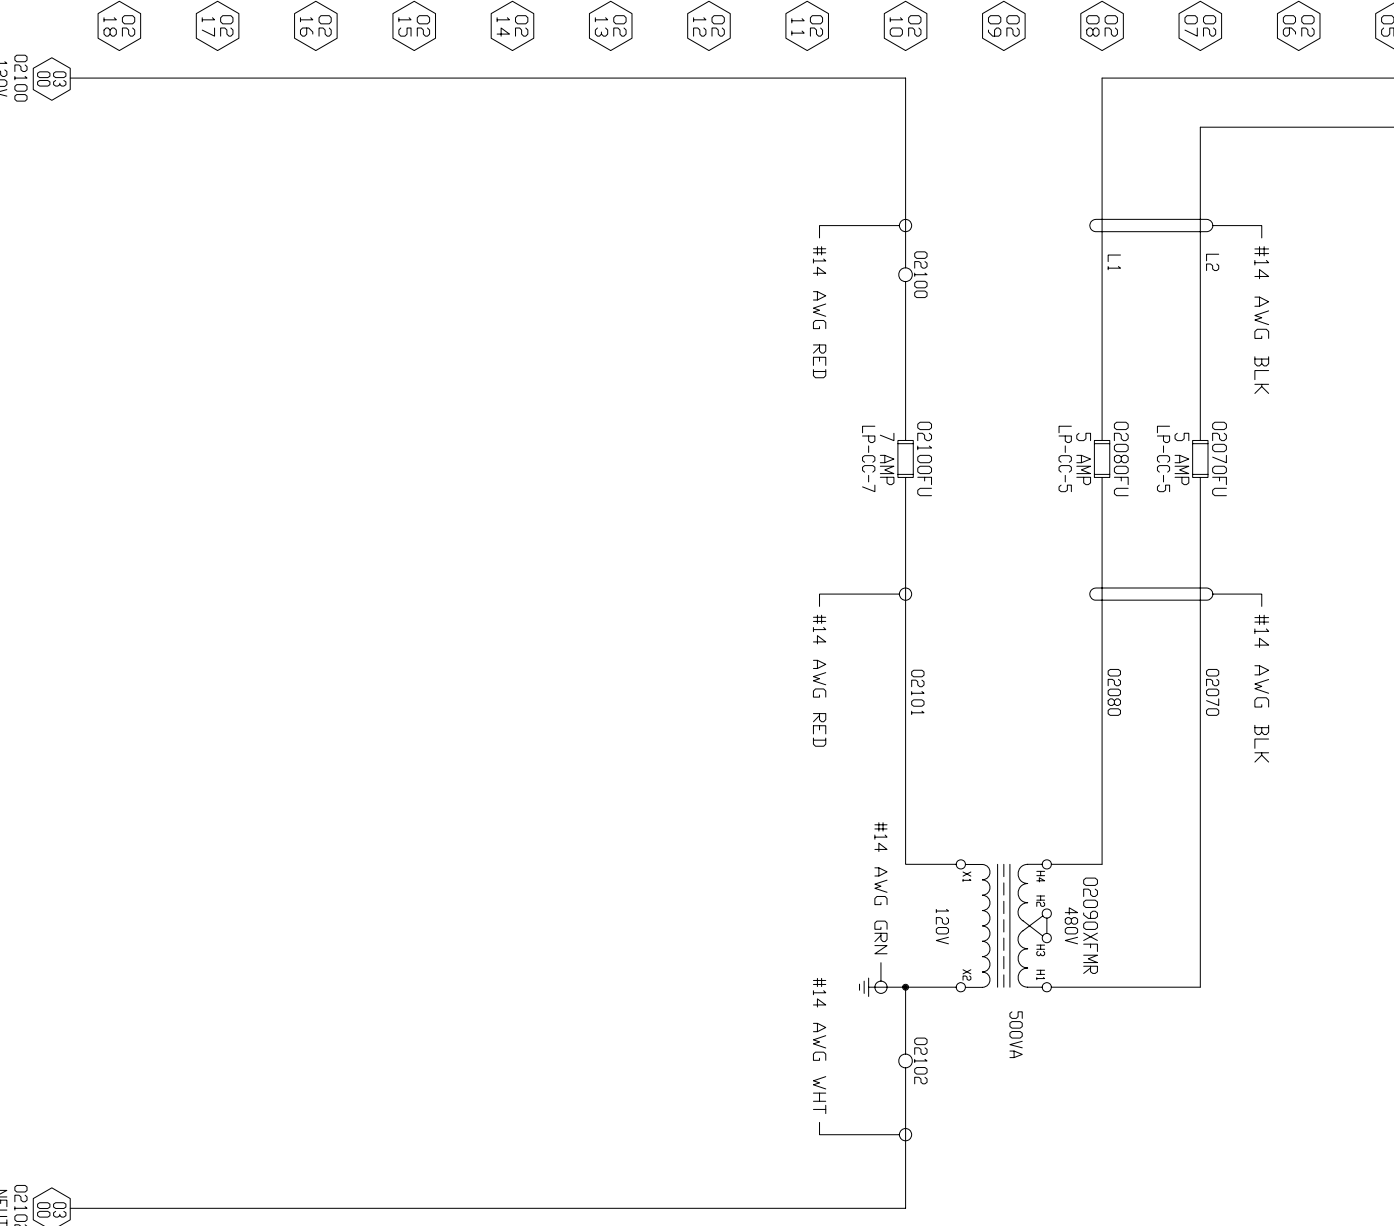 05
02
06
02
07
02
08
02
09
02
10
02
11
02
12
02
13
02
14
02
15
02
16
02
17
02
18
#14 AWG BLK
L2
02070FU
5 AMP
LP-CC-5
#14 AWG BLK
02070
L1
02080FU
5 AMP
LP-CC-5
02080
02090XFMR
480V
H4
H2
H3
H1
500VA
X1
X2
120V
02100
02100FU
7 AMP
LP-CC-7
02101
#14 AWG RED
#14 AWG RED
#14 AWG GRN
02102
#14 AWG WHT
03
00
02100
120V
03
00